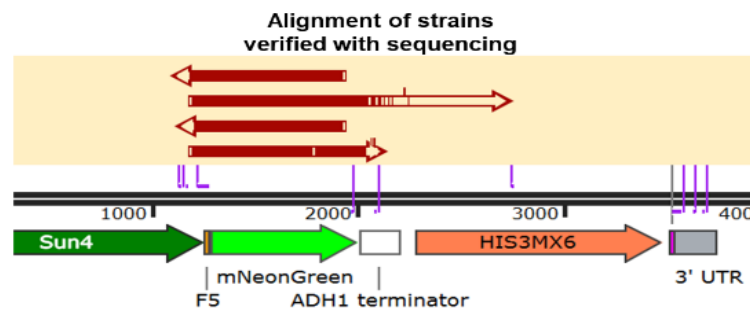 Alignment of strains
verified with sequencing
1000 2000 3000 400
Sun4 HIS3MX6
mNeonGreen 3' UTR
F5 ADH1 terminator